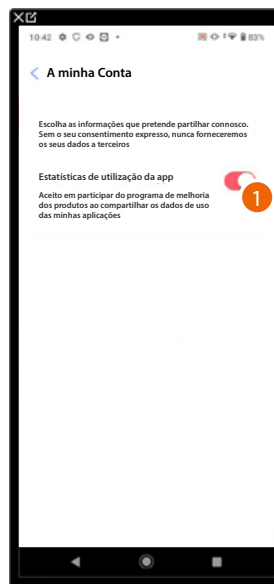 10:42
83%
A minha Conta
Escolha as informações que pretende partilhar connosco.
Sem o seu consentimento expresso, nunca forneceremos
os seus dados a terceiros
Estatísticas de utilização da app
1
Aceito em participar do programa de melhoria
dos produtos ao compartilhar os dados de uso
das minhas aplicações